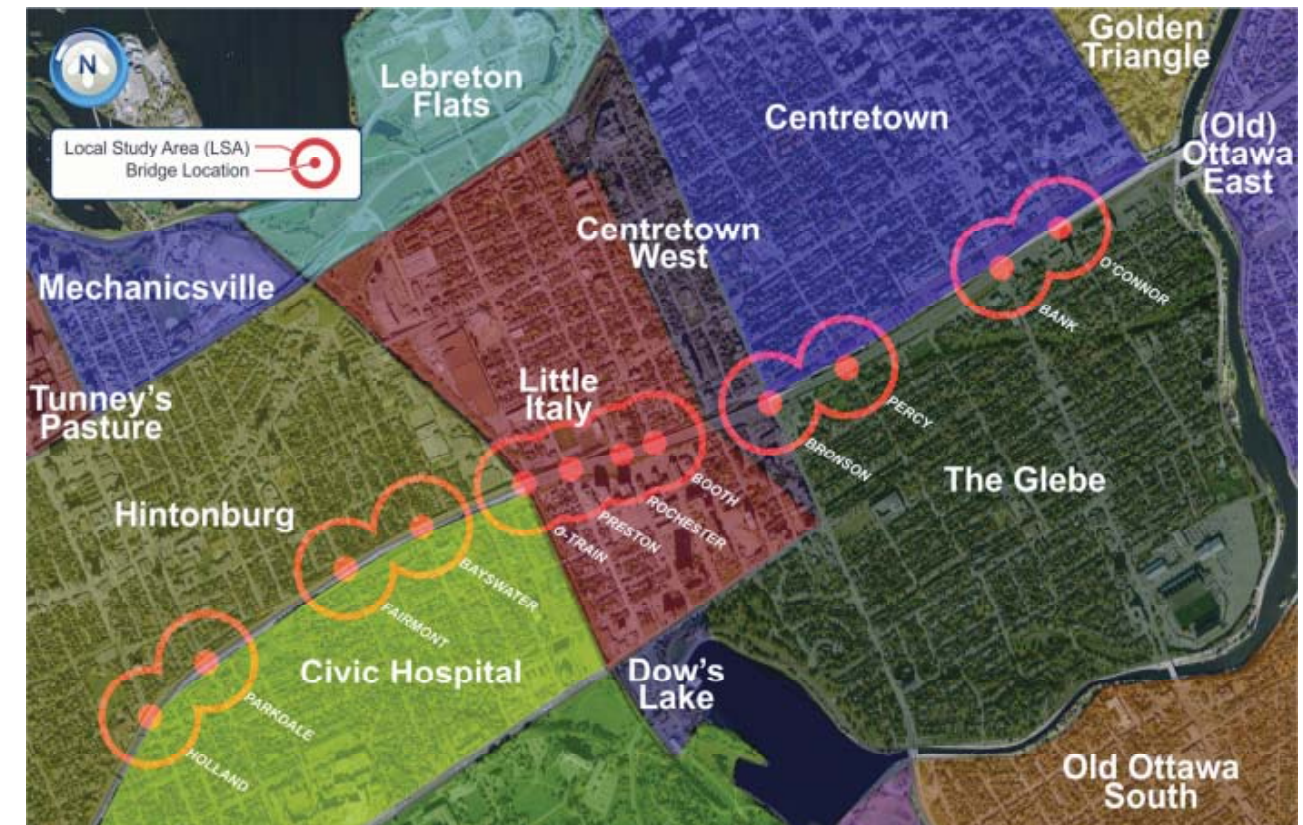 N
Local Study Area (LSA)
Bridge Location
Lebreton
Flats
Centretown
Golden
Triangle
(Old)
Ottawa
East
Centretown
West
Mechanicsville
O'CONNOR
BANK
Tunney's
Pasture
Little
Italy
PERCY
BRONSON
The Glebe
Hintonburg
BOOTH
ROCHESTER
PRESTON
O-TRAIN
BAYSWATER
FAIRMONT
Civic Hospital
Dow's
Lake
PARKDALE
HOLLAND
Old Ottawa
South